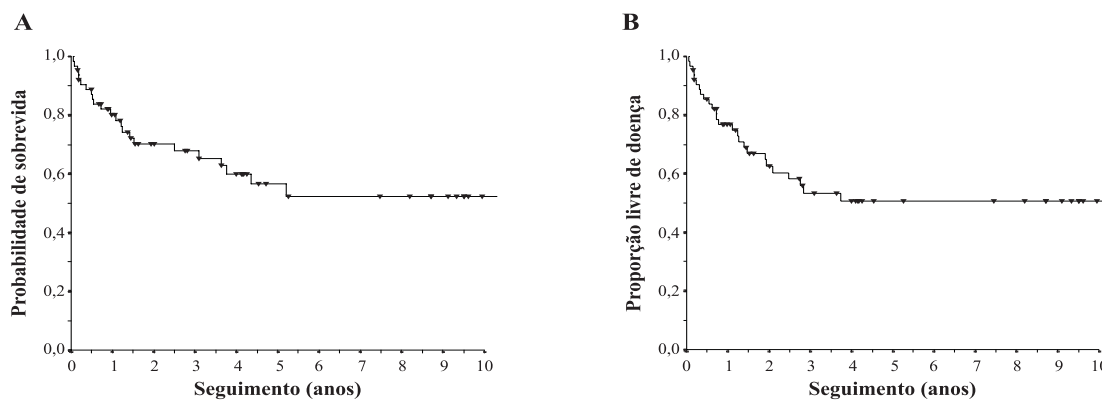 A
Probabilidade de sobrevida
1,0
0,8
0,6
0,4
0,2
0,0
0 1 2 3 4 5 6 7 8 9 10
Seguimento (anos)
B
Proporção livre de doença
1,0
0,8
0,6
0,4
0,2
0,0
0 1 2 3 4 5 6 7 8 9 10
Seguimento (anos)